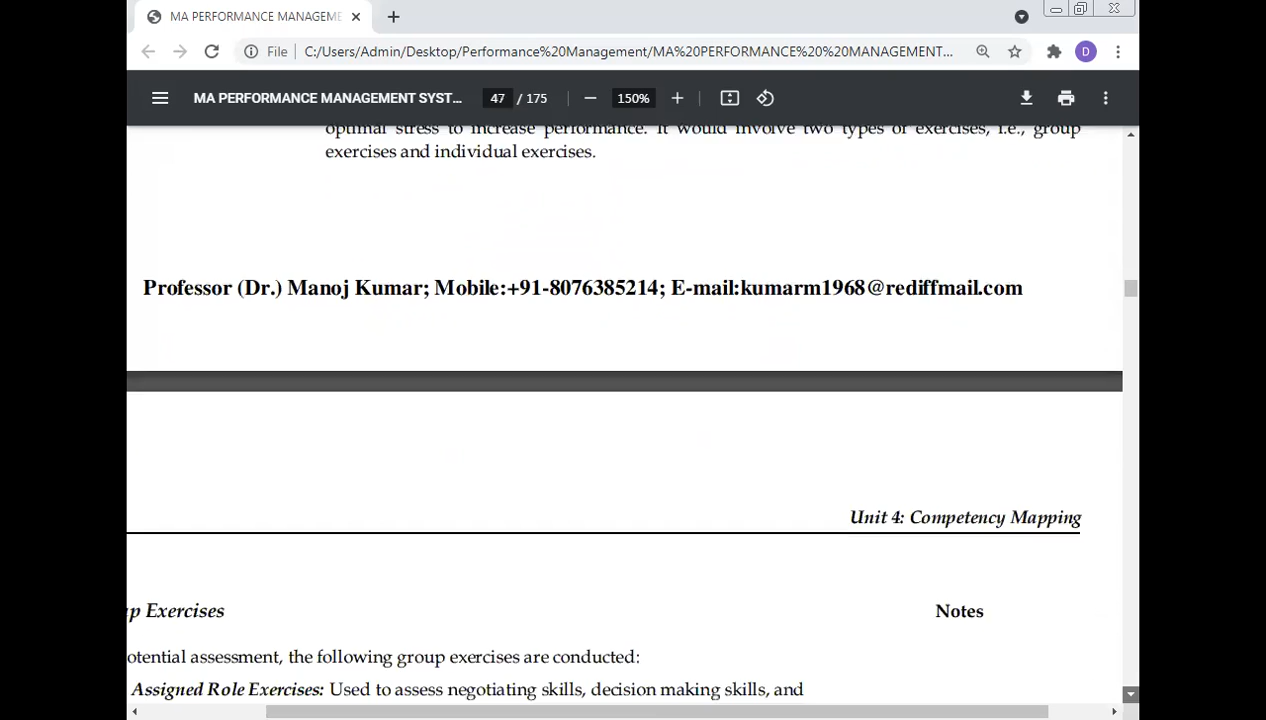 MA PERFORMANCE MANAGEME
File C:/Users/Admin/Desktop/Performance%20Management/MA%20PERFORMANCE%20%20MANAGEMENT...
D
MA PERFORMANCE MANAGEMENT SYST... 47 / 175 150%
optimal stress to increase performance. It would involve two types of exercises, i.e., group
exercises and individual exercises.
Professor (Dr.) Manoj Kumar; Mobile:+91-8076385214; E-mail:kumarm1968@rediffmail.com
Unit 4: Competency Mapping
up Exercises Notes
otential assessment, the following group exercises are conducted:
Assigned Role Exercises: Used to assess negotiating skills, decision making skills, and